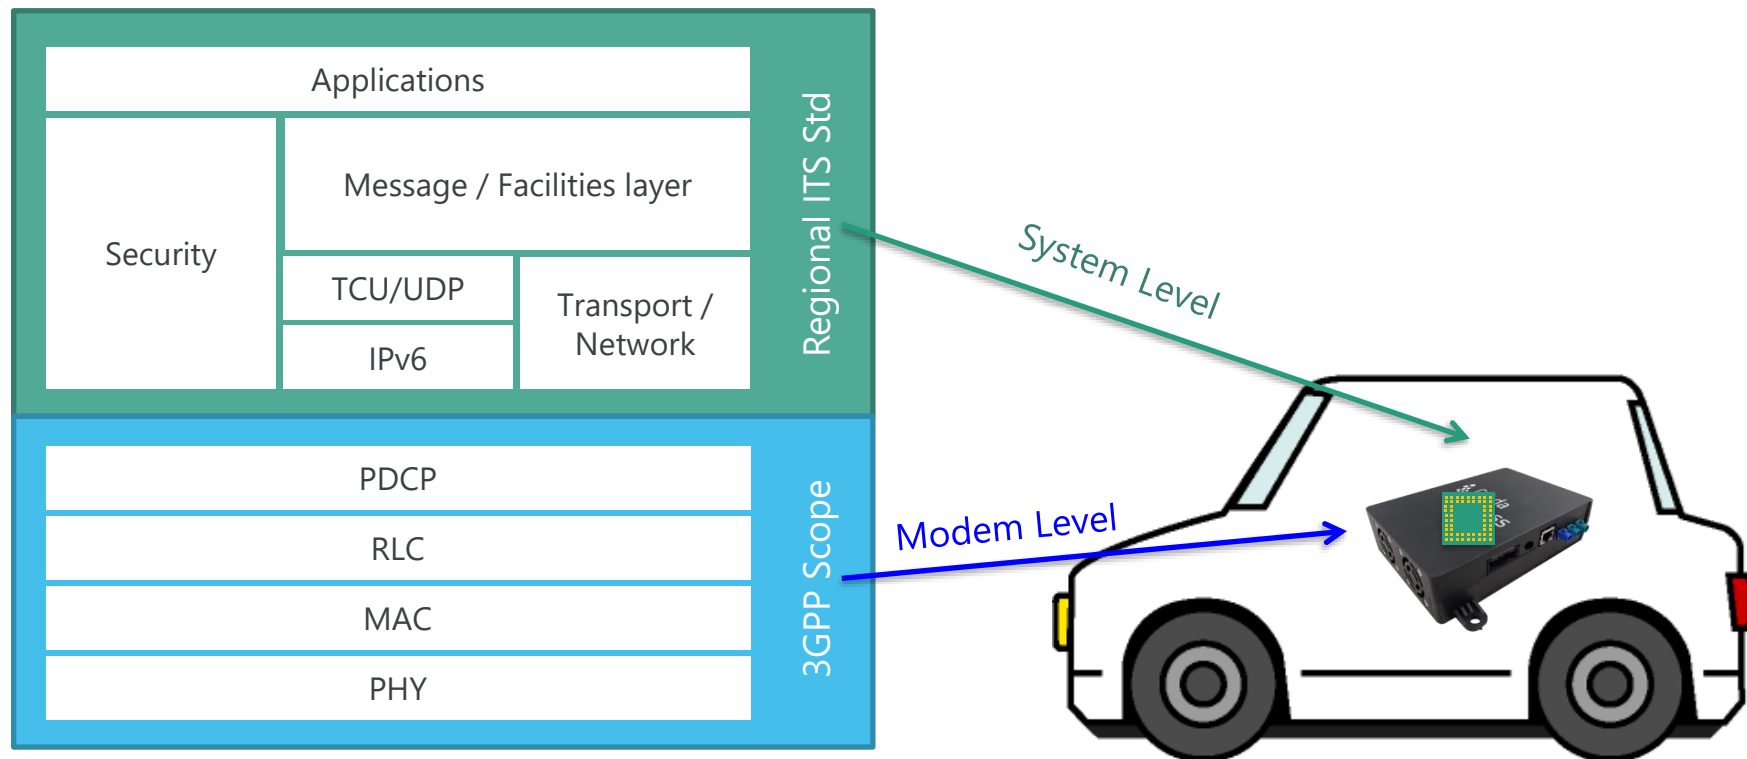 Applications
Security
Message / Facilities layer
TCU/UDP
IPv6
Transport /
Network
Regional ITS Std
PDCP
RLC
MAC
PHY
3GPP Scope
System Level
Modem Level